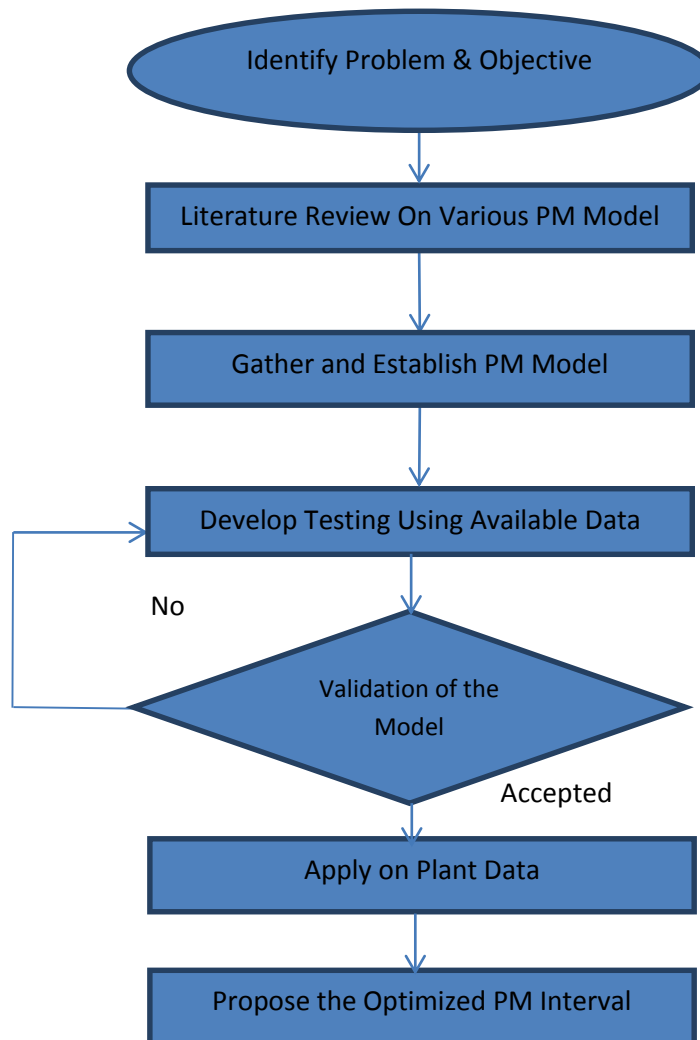 Identify Problem & Objective
Literature Review On Various PM Model
Gather and Establish PM Model
Develop Testing Using Available Data
No
Validation of the
Model
Accepted
Apply on Plant Data
Propose the Optimized PM Interval